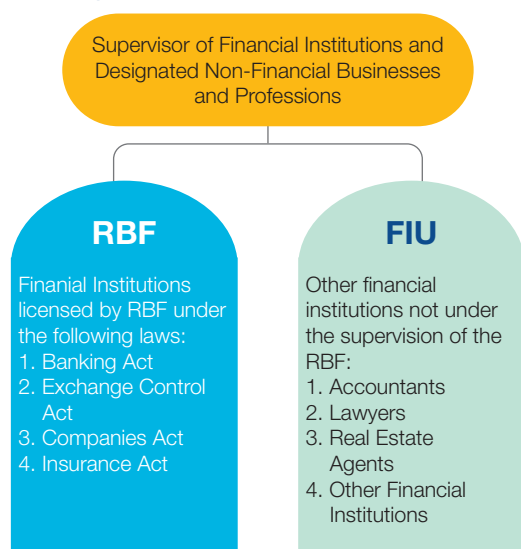 Supervisor of Financial Institutions and
Designated Non-Financial Businesses
and Professions
RBF
Finanial Institutions
licensed by RBF under
the following laws:
1. Banking Act
2. Exchange Control
Act
3. Companies Act
4. Insurance Act
FIU
Other financial
institutions not under
the supervision of the
RBF:
1. Accountants
2. Lawyers
3. Real Estate
Agents
4. Other Financial
Institutions